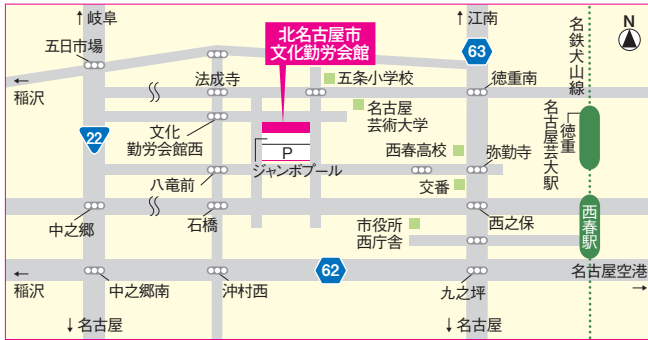 ↑岐阜
五日市場
←
稲沢
法成寺
北名古屋市
文化勤労会館
五条小学校
63
↑江南
徳重南
名鉄犬山線
N
22
文化
勤労会館西
P
ジャンボプール
名古屋
芸術大学
西春高校
弥勒寺
徳重
名古屋芸大駅
八竜前
交番
中之郷
石橋
市役所
西庁舎
西之保
西春駅
←
稲沢
中之郷南
沖村西
62
九之坪
名古屋空港
→
↓名古屋
↓名古屋